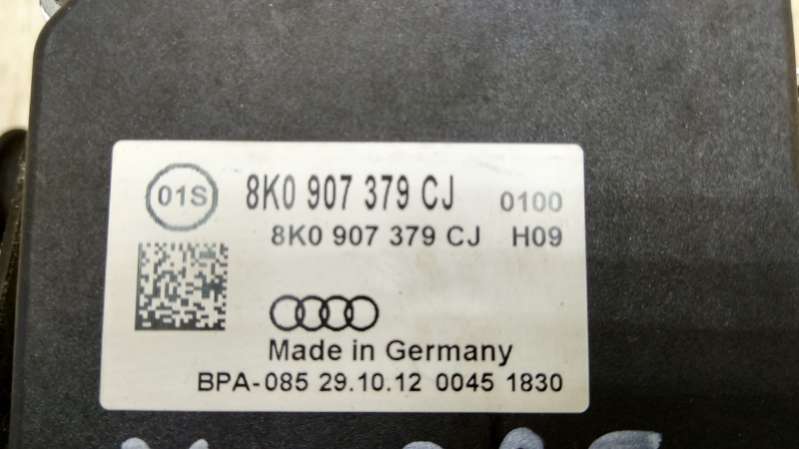 01S
8K0 907 379 CJ 0100
8K0 907 379 CJ H09
Made in Germany
BPA-085 29.10.12 0045 1830